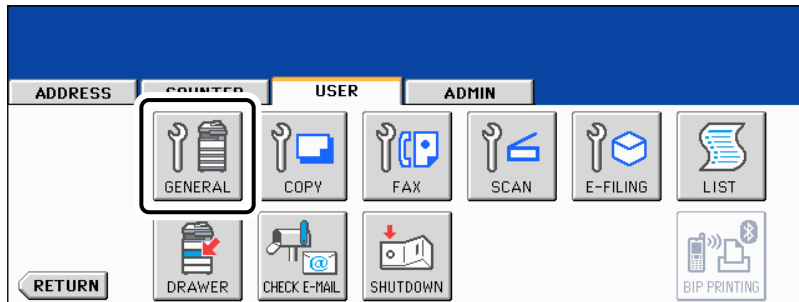 ADDRESS COUNTER USER ADMIN
GENERAL COPY FAX SCAN E-FILING LIST
RETURN DRAWER CHECK E-MAIL SHUTDOWN BIP PRINTING